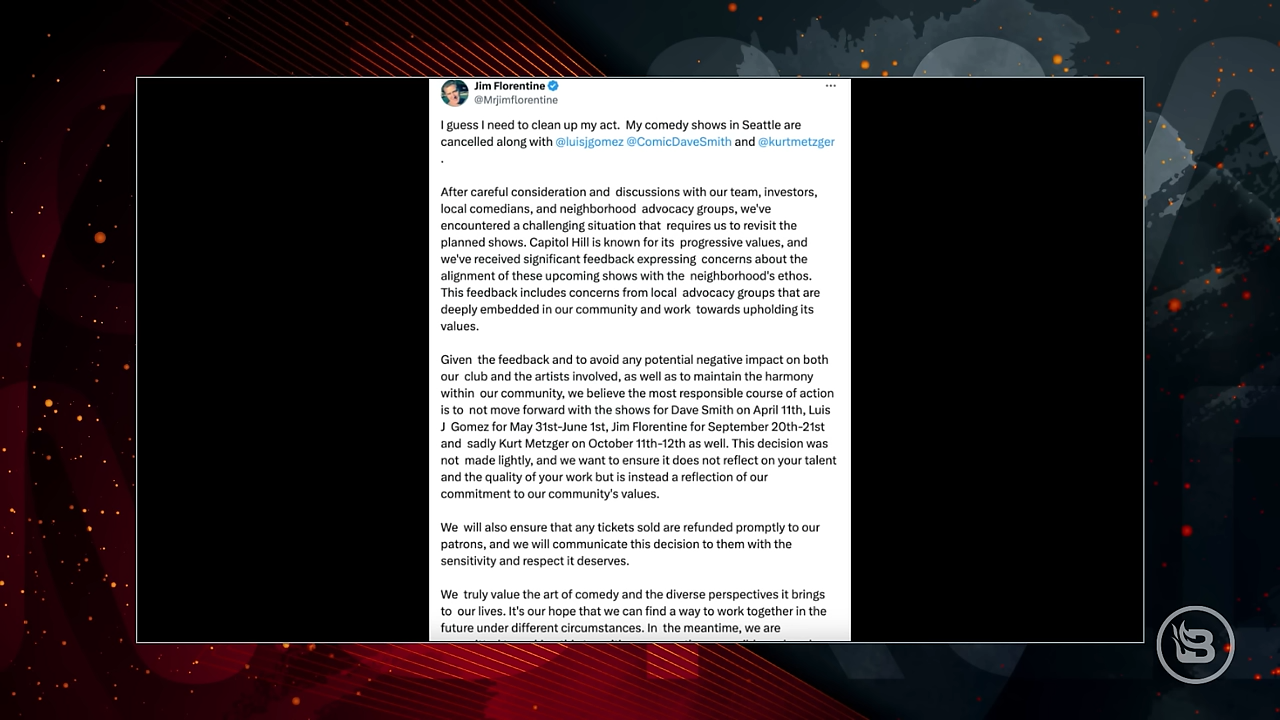 Jim Florentine
@Mrjimflorentine
I guess I need to clean up my act. My comedy shows in Seattle are
cancelled along with @luisjgomez @ComicDaveSmith and @kurtmetzger
.
After careful consideration and discussions with our team, investors,
local comedians, and neighborhood advocacy groups, we've
encountered a challenging situation that requires us to revisit the
planned shows. Capitol Hill is known for its progressive values, and
we've received significant feedback expressing concerns about the
alignment of these upcoming shows with the neighborhood's ethos.
This feedback includes concerns from local advocacy groups that are
deeply embedded in our community and work towards upholding its
values.
Given the feedback and to avoid any potential negative impact on both
our club and the artists involved, as well as to maintain the harmony
within our community, we believe the most responsible course of action
is to not move forward with the shows for Dave Smith on April 11th, Luis
J Gomez for May 31st-June 1st, Jim Florentine for September 20th-21st
and sadly Kurt Metzger on October 11th-12th as well. This decision was
not made lightly, and we want to ensure it does not reflect on your talent
and the quality of your work but is instead a reflection of our
commitment to our community's values.
We will also ensure that any tickets sold are refunded promptly to our
patrons, and we will communicate this decision to them with the
sensitivity and respect it deserves.
We truly value the art of comedy and the diverse perspectives it brings
to our lives. It's our hope that we can find a way to work together in the
future under different circumstances. In the meantime, we are
B